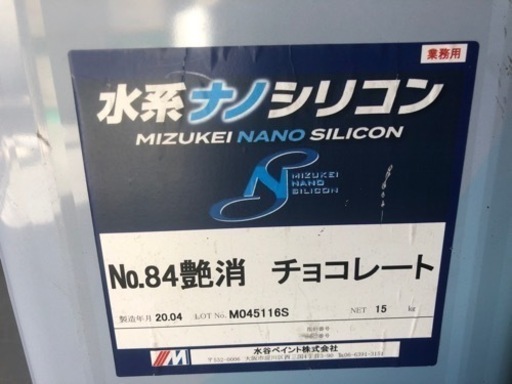 業務用
水系ナノシリコン
MIZUKEI NANO SILICON
MIZUKEI
NANO
SILICON
No.84艶消 チョコレート
製造年月 20.04 LOT No. M045116S NET 15 kg
水谷ペイント株式会社